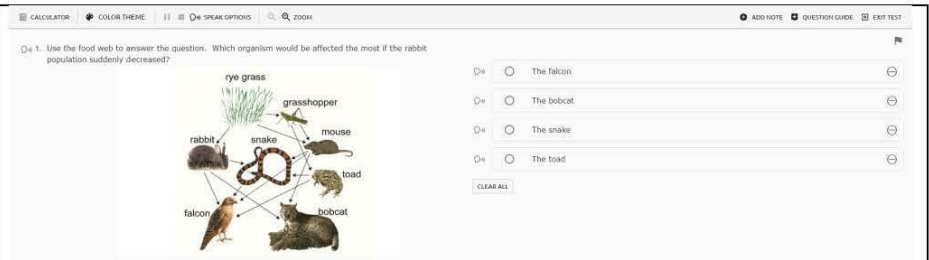 CALCULATOR COLOR THEME SPEAK OPTIONS ZOOM ADD NOTE QUESTION GUIDE EXIT TEST
1. Use the food web to answer the question. Which organism would be affected the most if the rabbit
population suddenly decreased?
rye grass
grasshopper
mouse
rabbit
snake
toad
falcon
bobcat
The falcon
The bobcat
The snake
The toad
CLEAR ALL